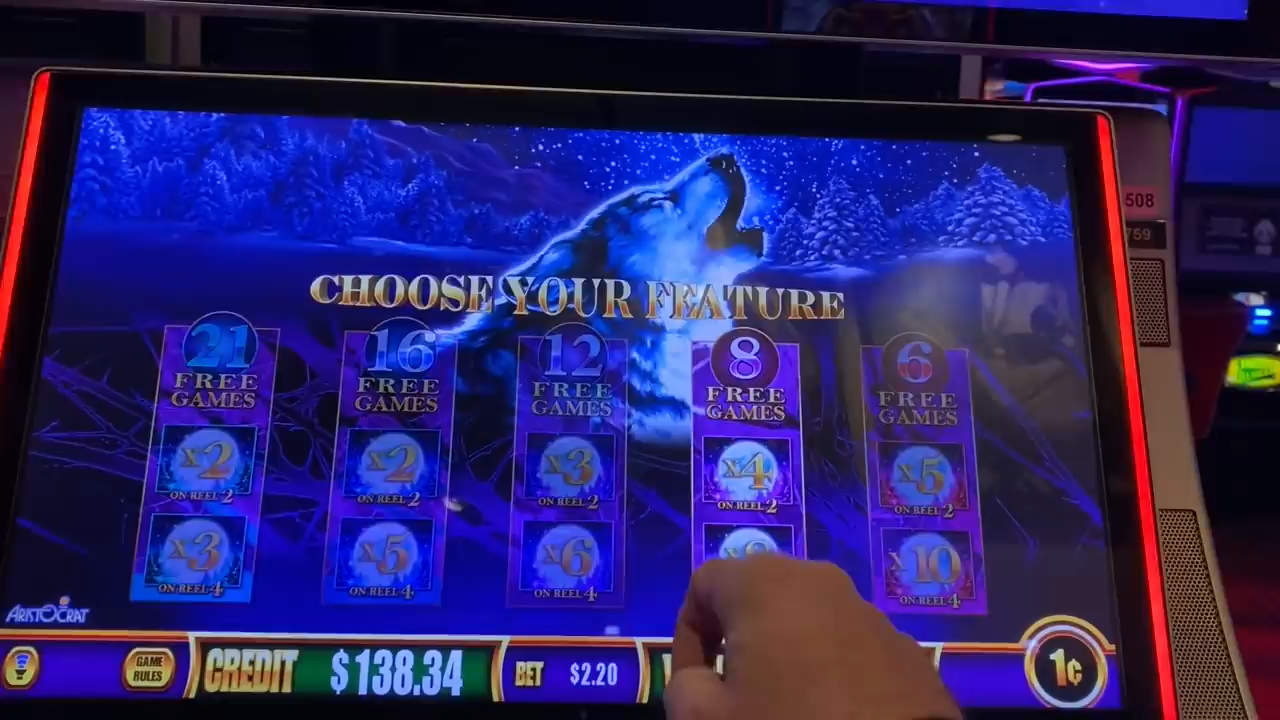 508
759
CHOOSE YOUR FEATURE
21
FREE
GAMES
x2
ON REEL 2
x3
ON REEL 4
16
FREE
GAMES
x2
ON REEL 2
x5
ON REEL 4
12
FREE
GAMES
x3
ON REEL 2
x6
ON REEL 4
8
FREE
GAMES
x4
ON REEL 2
6
FREE
GAMES
x5
ON REEL 2
x10
ON REEL 4
ARISTOCRAT
GAME
RULES
CREDIT $138.34
BET $2.20
1¢